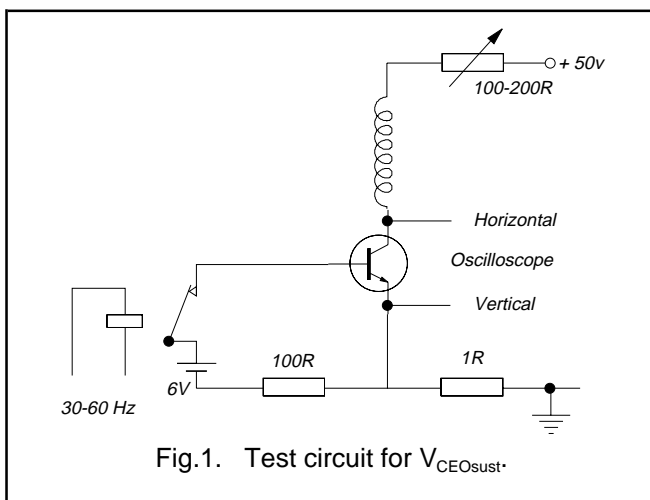 + 50v
100-200R
Horizontal
Oscilloscope
Vertical
100R
1R
6V
30-60 Hz
Fig.1. Test circuit for VCEOsust.